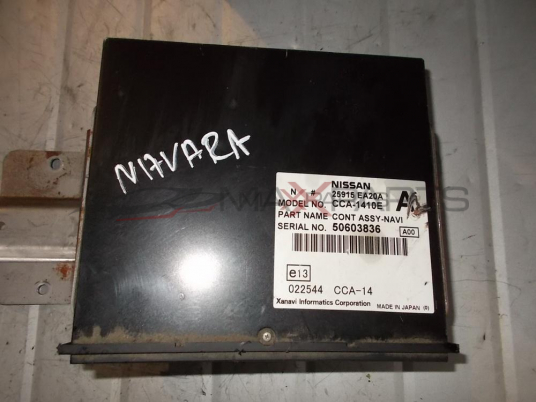 NAVARA
NISSAN
N # 25915 EA20A
MODEL NO. CCA-1410E
PART NAME CONT ASSY-NAVI
SERIAL NO. 50603836 A00
e13
022544 CCA-14
Xanavi Informatics Corporation MADE IN JAPAN (R)